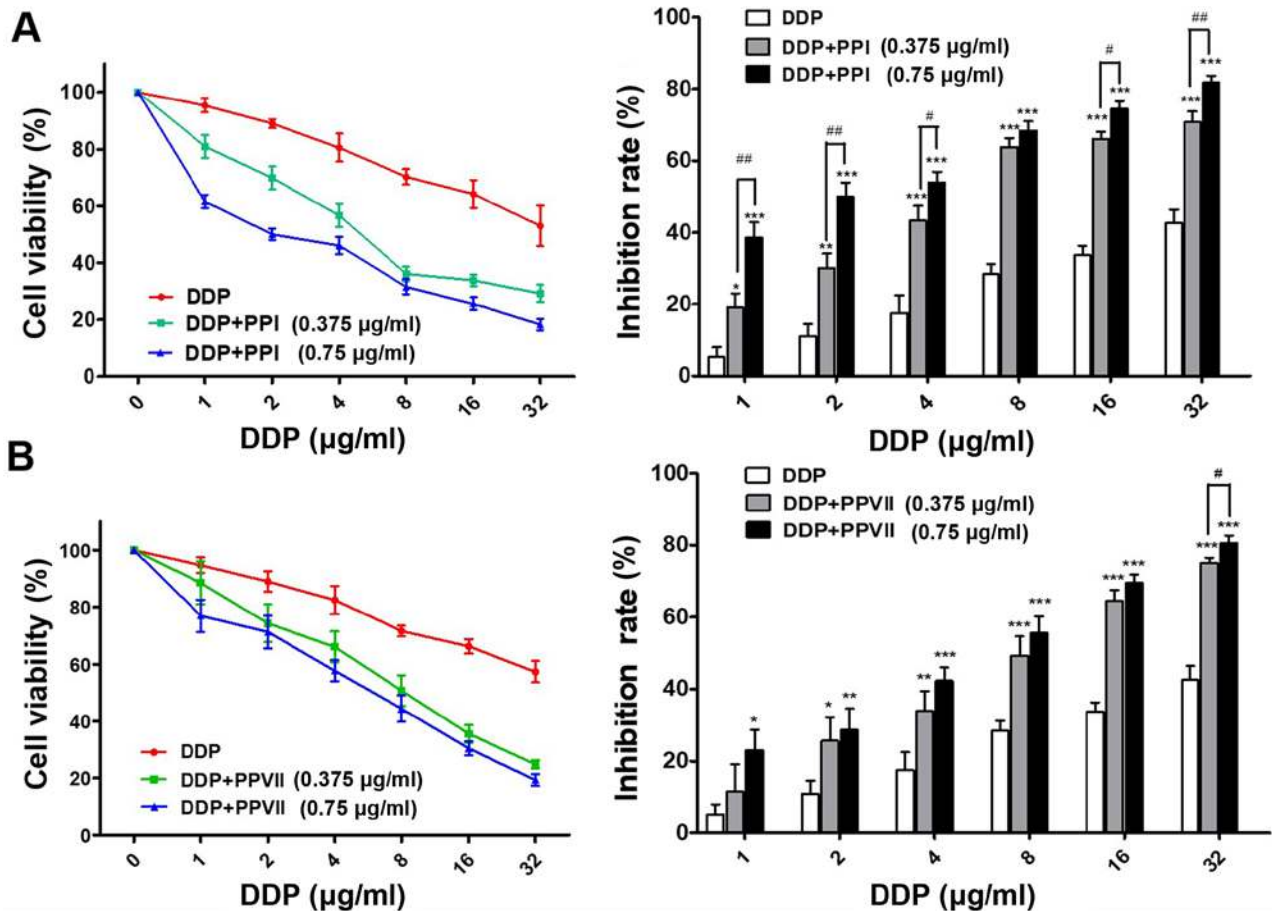 A
Cell viability (%)
100
80
60
40
20
0
DDP
DDP+PPI (0.375 µg/ml)
DDP+PPI (0.75 µg/ml)
0 1 2 4 8 16 32
DDP (µg/ml)
Inhibition rate (%)
100
80
60
40
20
0
DDP
DDP+PPI (0.375 µg/ml)
DDP+PPI (0.75 µg/ml)
## ## # # ##
* *** ** *** *** *** *** *** *** *** *** ***
1 2 4 8 16 32
DDP (µg/ml)
B
Cell viability (%)
100
80
60
40
20
0
DDP
DDP+PPVII (0.375 µg/ml)
DDP+PPVII (0.75 µg/ml)
0 1 2 4 8 16 32
DDP (µg/ml)
Inhibition rate (%)
100
80
60
40
20
0
DDP
DDP+PPVII (0.375 µg/ml)
DDP+PPVII (0.75 µg/ml)
#
* * ** ** *** *** *** *** *** *** ***
1 2 4 8 16 32
DDP (µg/ml)